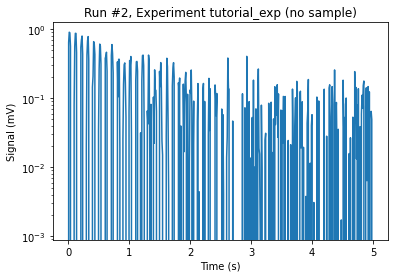 Run #2, Experiment tutorial_exp (no sample)
10⁰
10⁻¹
10⁻²
10⁻³
Signal (mV)
0 1 2 3 4 5
Time (s)